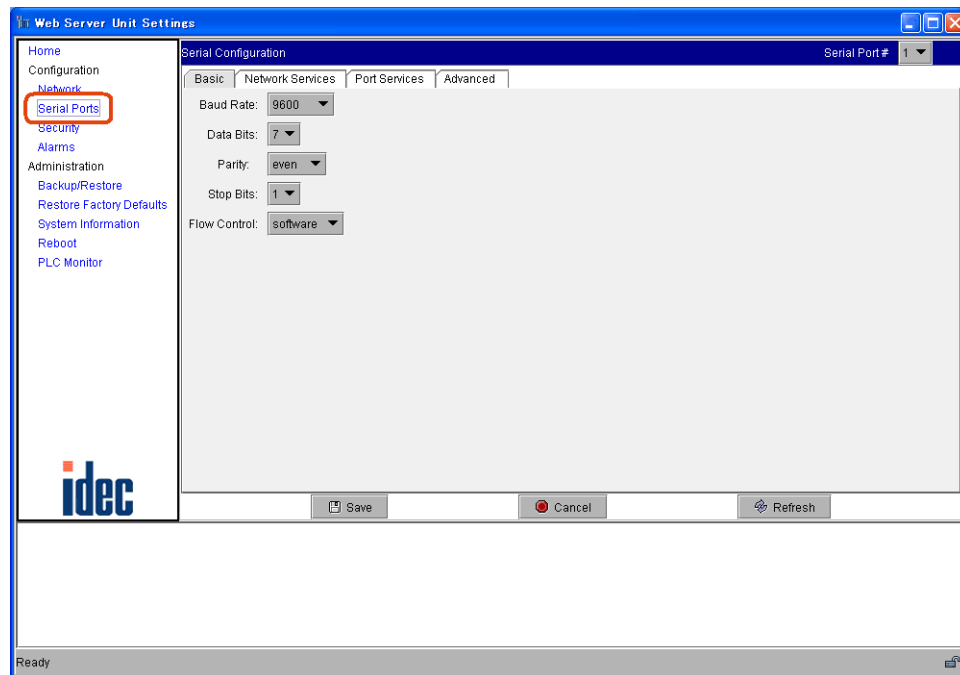 Web Server Unit Settings
Home
Configuration
Network
Serial Ports
Security
Alarms
Administration
Backup/Restore
Restore Factory Defaults
System Information
Reboot
PLC Monitor
idec
Serial Configuration
Serial Port # 1
Basic Network Services Port Services Advanced
Baud Rate: 9600
Data Bits: 7
Parity: even
Stop Bits: 1
Flow Control: software
Save Cancel Refresh
Ready